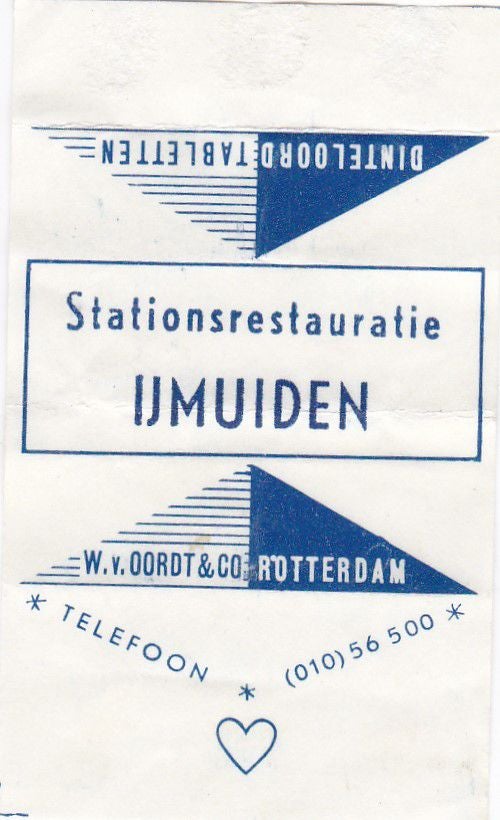 DINTELOORD TABLETTEN
Stationsrestauratie
IJMUIDEN
W.v.OORDT&CO ROTTERDAM
* TELEFOON * (010) 56 500 *